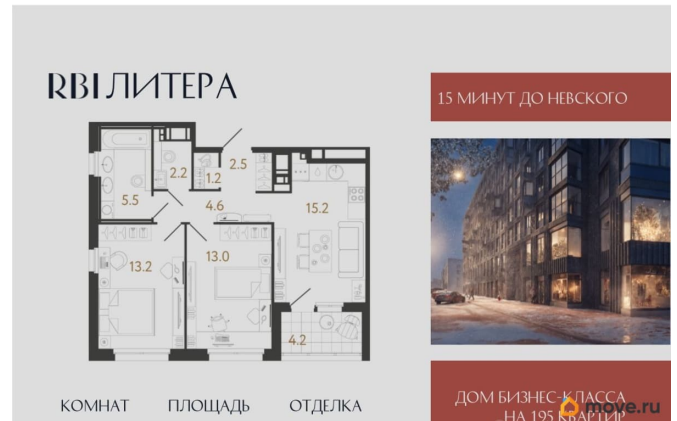 RBI ЛИТЕРА
15 МИНУТ ДО НЕВСКОГО
2.2
1.2
2.5
5.5
4.6
15.2
13.2
13.0
4.2
КОМНАТ ПЛОЩАДЬ ОТДЕЛКА
ДОМ БИЗНЕС-КЛАССА
НА 195 КВАРТИР
move.ru